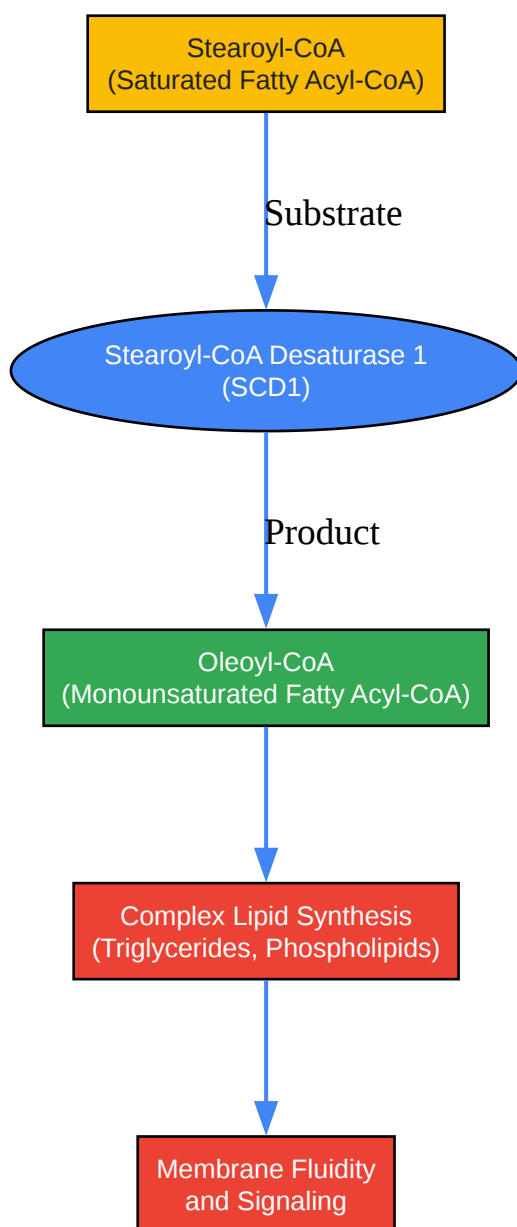 Stearoyl-CoA
(Saturated Fatty Acyl-CoA)
Substrate
Stearoyl-CoA Desaturase 1
(SCD1)
Product
Oleoyl-CoA
(Monounsaturated Fatty Acyl-CoA)
Complex Lipid Synthesis
(Triglycerides, Phospholipids)
Membrane Fluidity
and Signaling